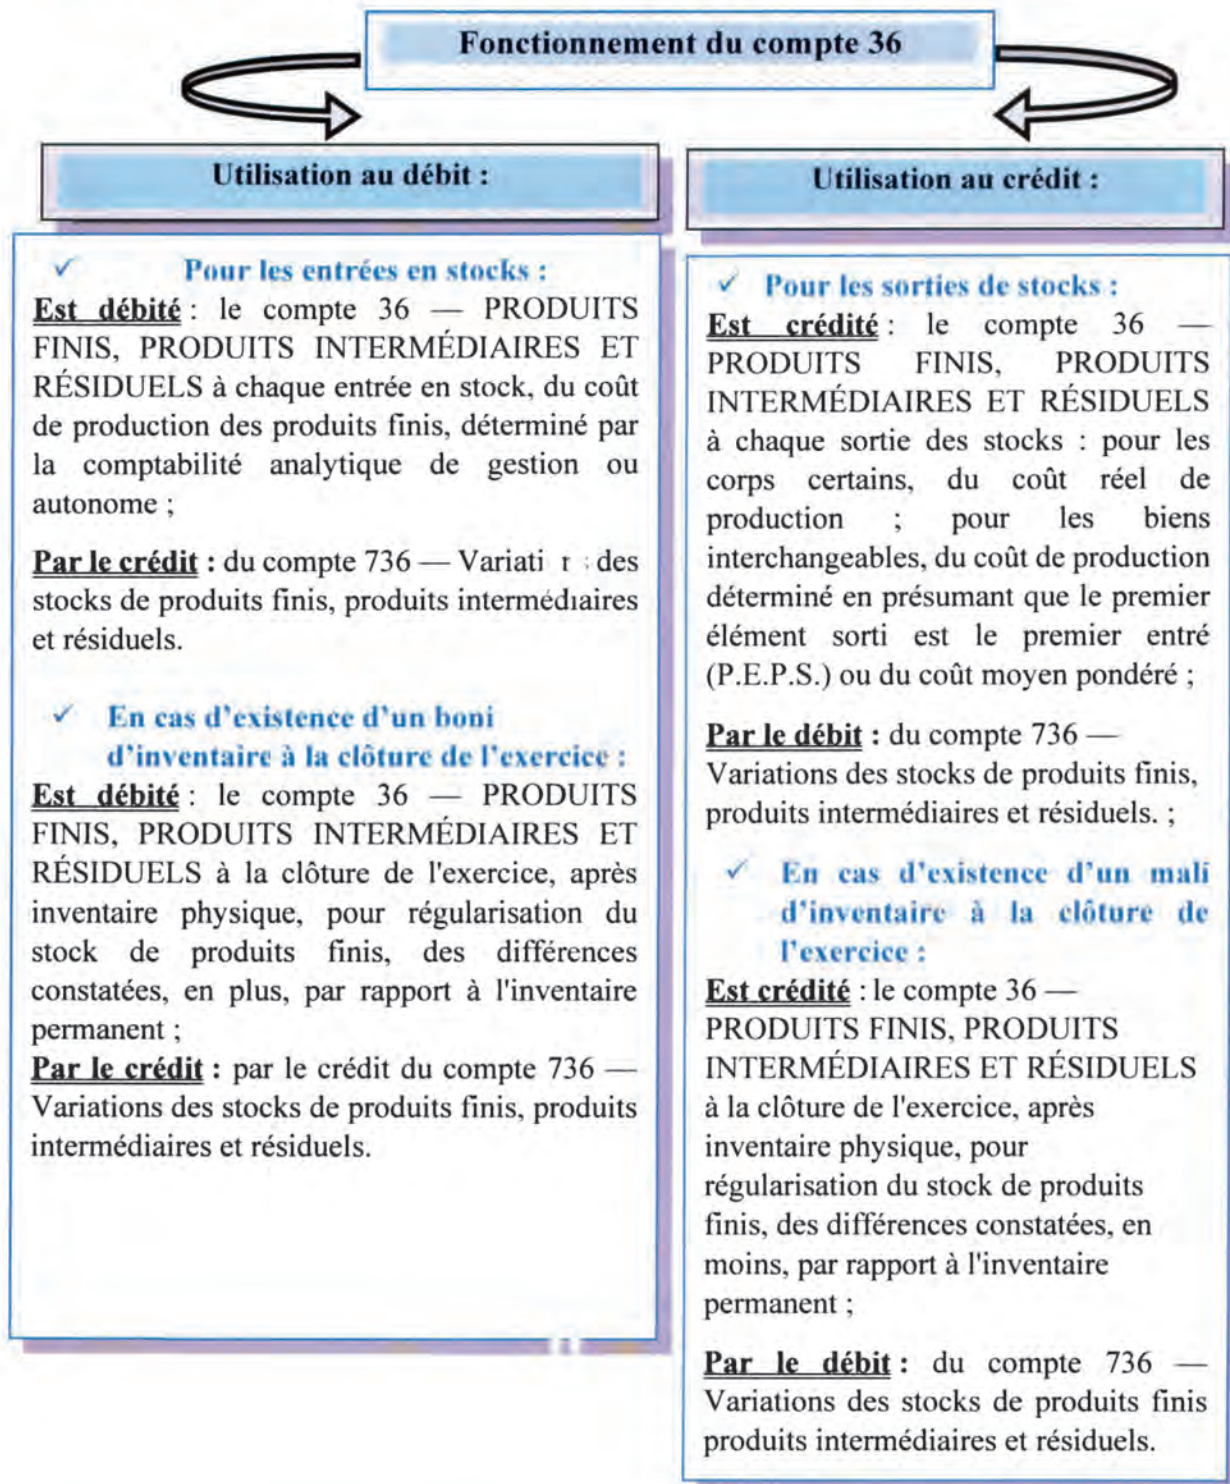 Fonctionnement du compte 36
Utilisation au débit :
✓ Pour les entrées en stocks :
Est débité : le compte 36 — PRODUITS
FINIS, PRODUITS INTERMÉDIAIRES ET
RÉSIDUELS à chaque entrée en stock, du coût
de production des produits finis, déterminé par
la comptabilité analytique de gestion ou
autonome ;
Par le crédit : du compte 736 — des
stocks de produits finis, produits intermédiaires
et résiduels.
✓ En cas d'existence d'un boni
d'inventaire à la clôture de l'exercice :
Est débité : le compte 36 — PRODUITS
FINIS, PRODUITS INTERMÉDIAIRES ET
RÉSIDUELS à la clôture de l'exercice, après
inventaire physique, pour régularisation du
stock de produits finis, des différences
constatées, en plus, par rapport à l'inventaire
permanent ;
Par le crédit : par le crédit du compte 736 —
Variations des stocks de produits finis, produits
intermédiaires et résiduels.
Utilisation au crédit :
✓ Pour les sorties de stocks :
Est crédité : le compte 36 —
PRODUITS FINIS, PRODUITS
INTERMÉDIAIRES ET RÉSIDUELS
à chaque sortie des stocks : pour les
corps certains, du coût réel de
production ; pour les biens
interchangeables, du coût de production
déterminé en présumant que le premier
élément sorti est le premier entré
(P.E.P.S.) ou du coût moyen pondéré ;
Par le débit : du compte 736 —
Variations des stocks de produits finis,
produits intermédiaires et résiduels. ;
✓ En cas d'existence d'un mali
d'inventaire à la clôture de
l'exercice :
Est crédité : le compte 36 —
PRODUITS FINIS, PRODUITS
INTERMÉDIAIRES ET RÉSIDUELS
à la clôture de l'exercice, après
inventaire physique, pour
régularisation du stock de produits
finis, des différences constatées, en
moins, par rapport à l'inventaire
permanent ;
Par le débit : du compte 736 —
Variations des stocks de produits finis
produits intermédiaires et résiduels.